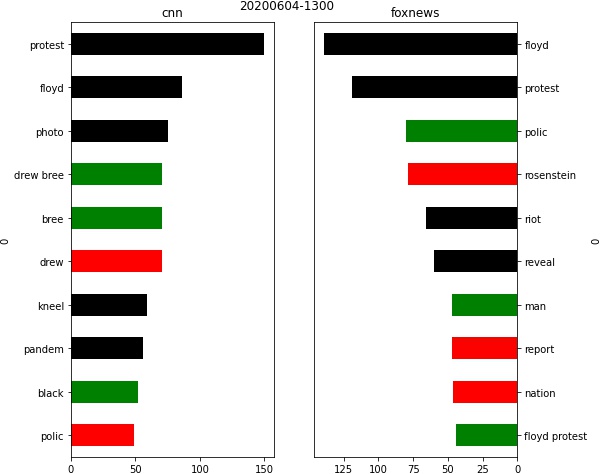 20200604-1300
cnn
foxnews
protest
floyd
photo
drew bree
bree
drew
kneel
pandem
black
polic
0
0 50 100 150
floyd
protest
polic
rosenstein
riot
reveal
man
report
nation
floyd protest
0
125 100 75 50 25 0